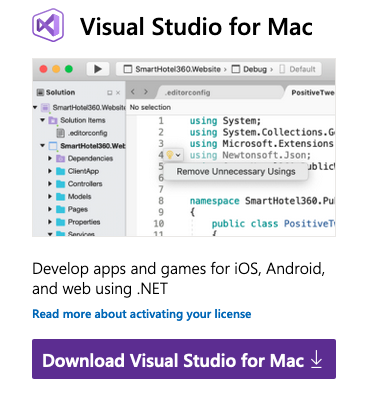 Visual Studio for Mac
SmartHotel360.Website > Debug > Default
Solution
.editorconfig
PositiveTwe
SmartHotel360.Website
No selection
Solution Items
.editorconfig
SmartHotel360.Web
Dependencies
ClientApp
Controllers
Models
Pages
Properties
Services
1 using System;
2 using System.Collections.Ge
3 using Microsoft.Extensions
4 using Newtonsoft.Json;
5
Remove Unnecessary Usings
8 namespace SmartHotel360.Pu
9 {
10 public class PositiveTw
11 {
Develop apps and games for iOS, Android,
and web using .NET
Read more about activating your license
Download Visual Studio for Mac